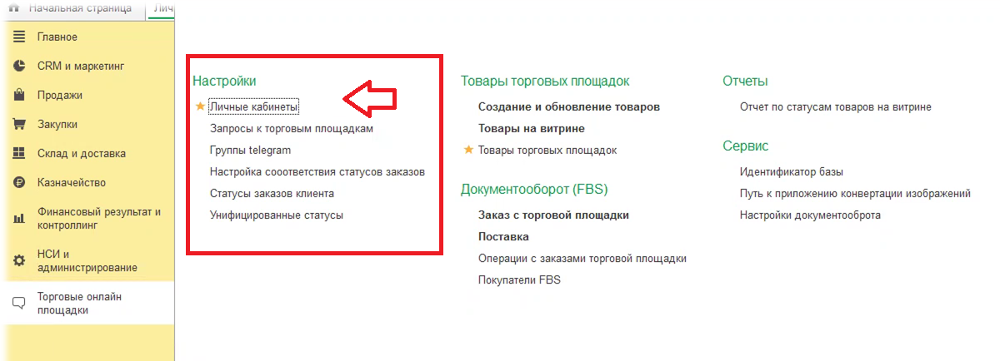 Начальная страница
Лич
Главное
CRM и маркетинг
Продажи
Закупки
Склад и доставка
Казначейство
Финансовый результат и
контроллинг
НСИ и
администрирование
Торговые онлайн
площадки
Настройки
Личные кабинеты
Запросы к торговым площадкам
Группы telegram
Настройка сооответствия статусов заказов
Статусы заказов клиента
Унифицированные статусы
Товары торговых площадок
Создание и обновление товаров
Товары на витрине
Товары торговых площадок
Документооборот (FBS)
Заказ с торговой площадки
Поставка
Операции с заказами торговой площадки
Покупатели FBS
Отчеты
Отчет по статусам товаров на витрине
Сервис
Идентификатор базы
Путь к приложению конвертации изображений
Настройки документооброта